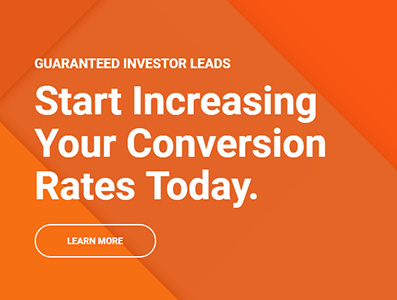 GUARANTEED INVESTOR LEADS
Start Increasing
Your Conversion
Rates Today.
LEARN MORE